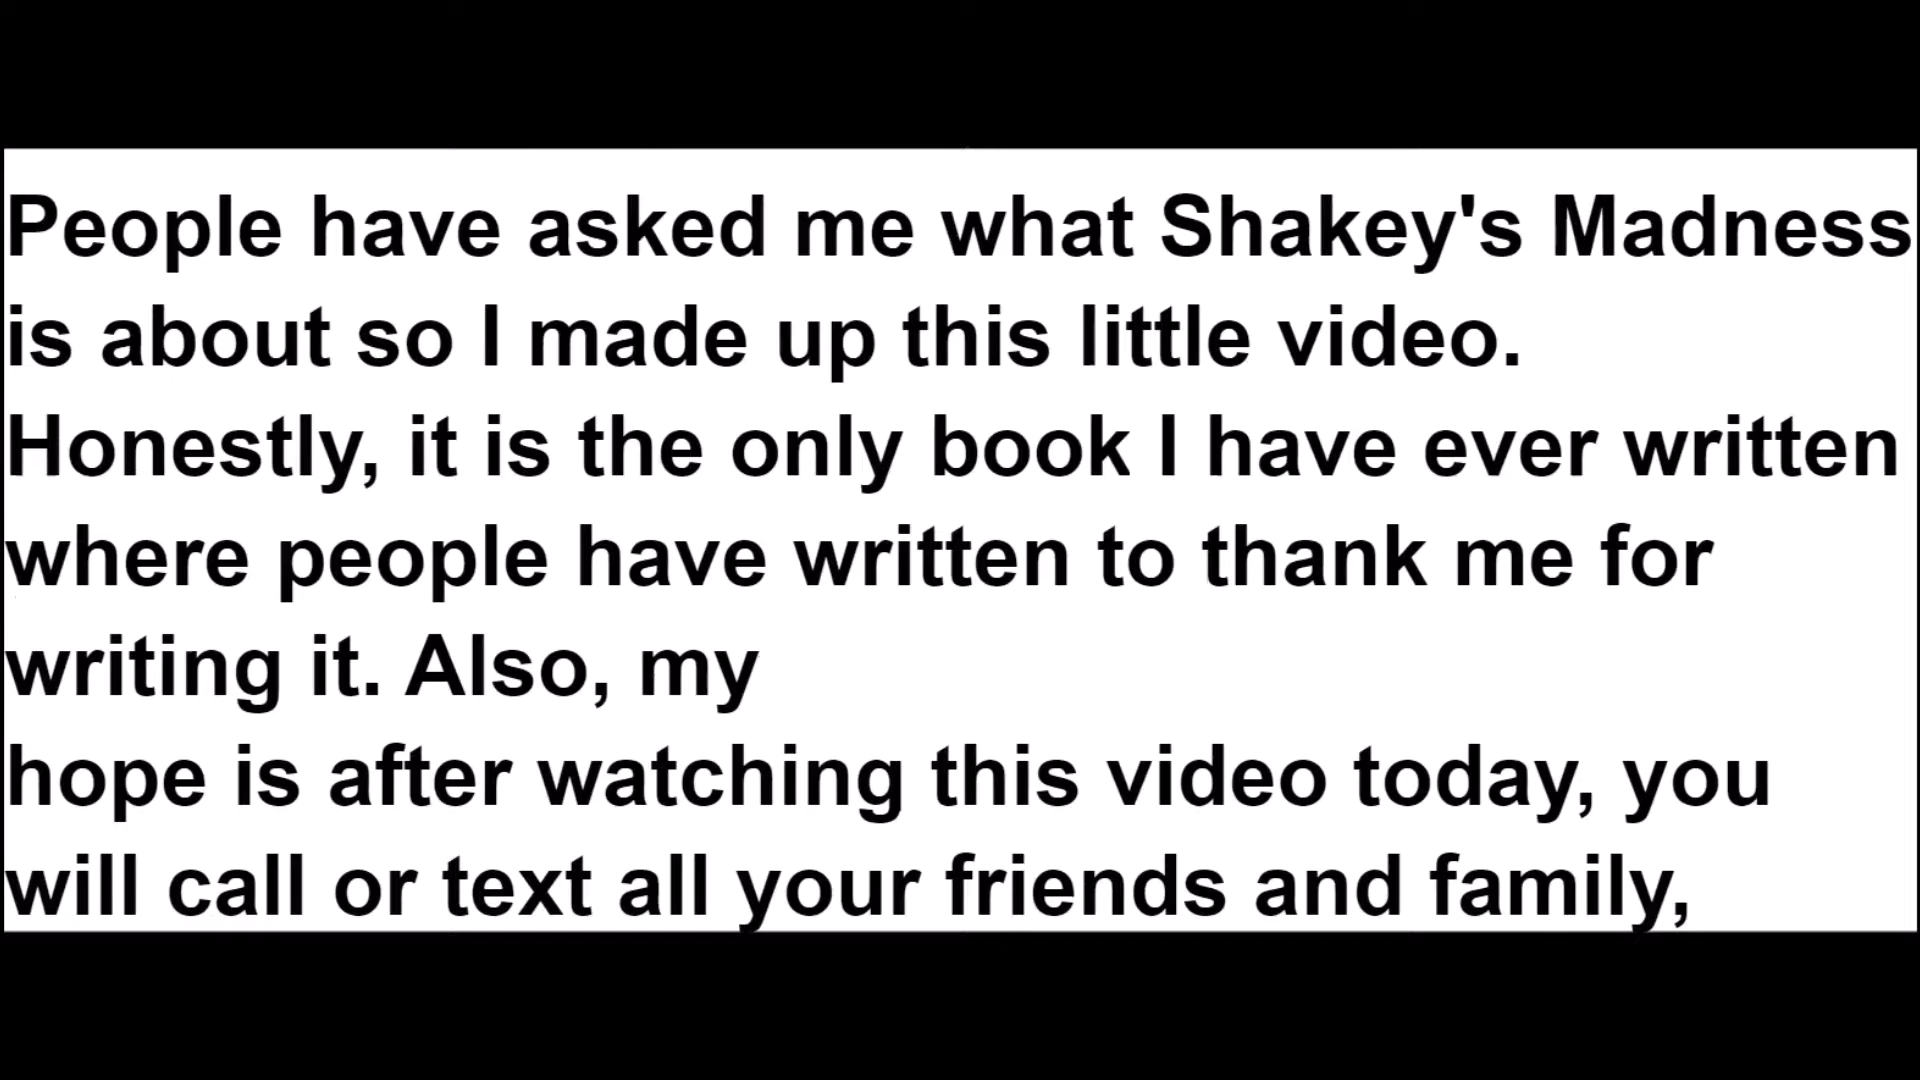 People have asked me what Shakey's Madness
is about so I made up this little video.
Honestly, it is the only book I have ever written
where people have written to thank me for
writing it. Also, my
hope is after watching this video today, you
will call or text all your friends and family,